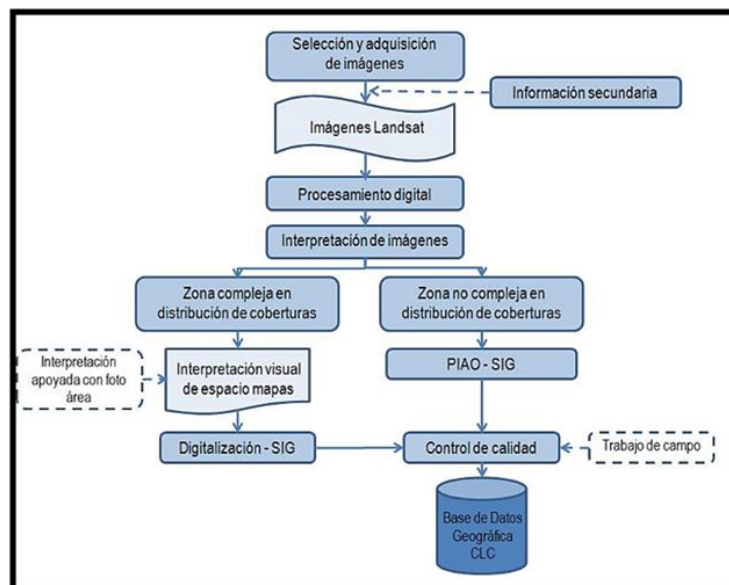 Selección y adquisición
de imágenes
Información secundaria
Imágenes Landsat
Procesamiento digital
Interpretación de imágenes
Zona compleja en
distribución de coberturas
Zona no compleja en
distribución de coberturas
Interpretación
apoyada con foto
área
Interpretación visual
de espacio mapas
PIAO - SIG
Digitalización - SIG
Control de calidad
Trabajo de campo
Base de Datos
Geográfica
CLC